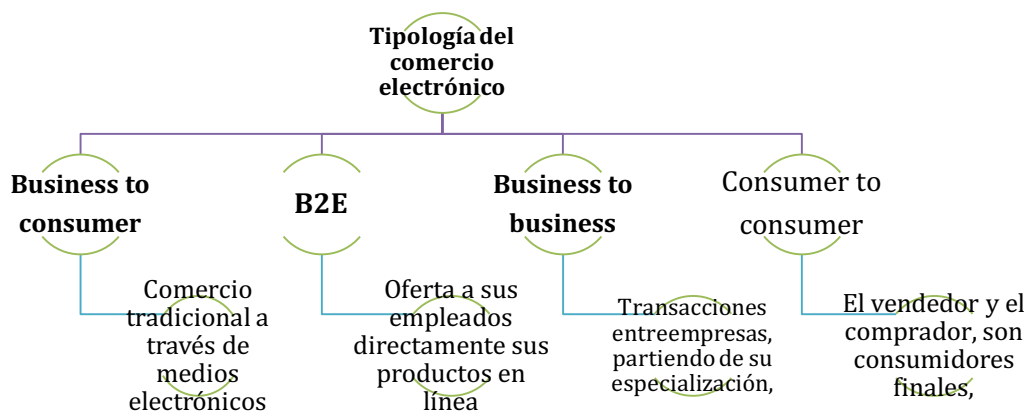 Tipología del
comercio
electrónico
Business to
consumer
B2E
Business to
business
Consumer to
consumer
Comercio
tradicional a
través de
medios
electrónicos
Oferta a sus
empleados
directamente sus
productos en
línea
Transacciones
entreempresas,
partiendo de su
especialización,
El vendedor y el
comprador, son
consumidores
finales,